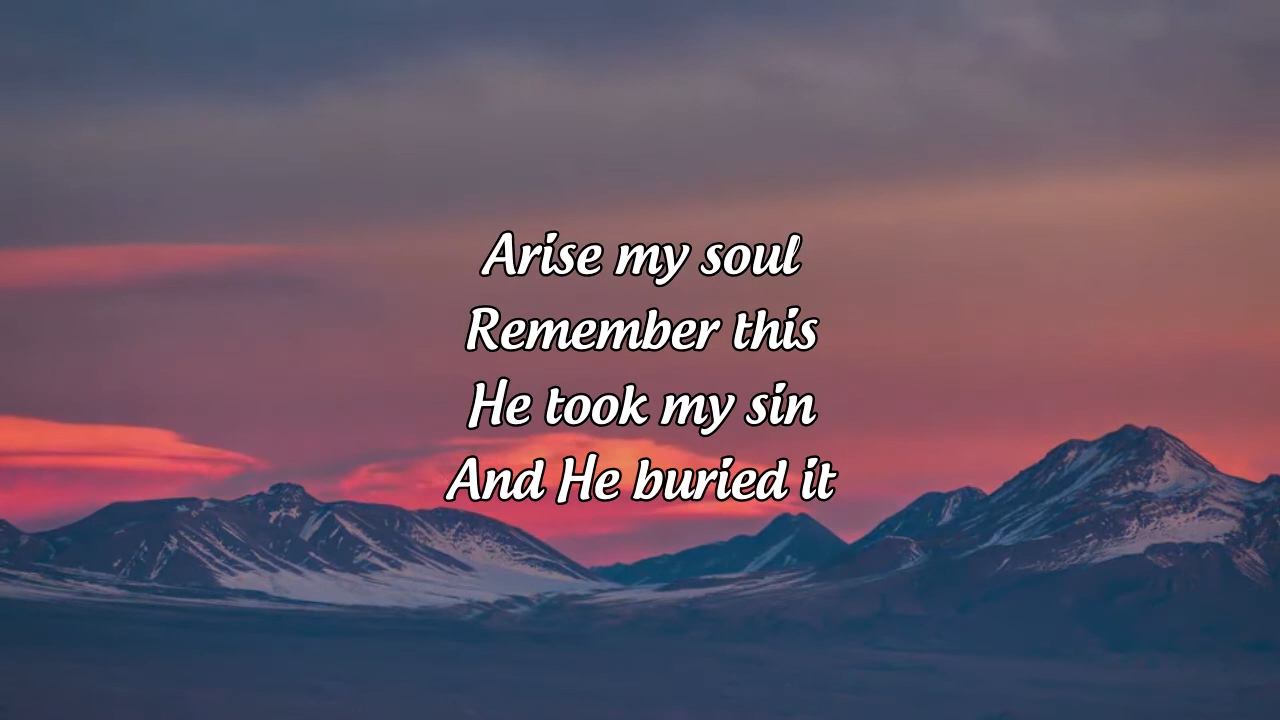 Arise my soul
Remember this
He took my sin
And He buried it